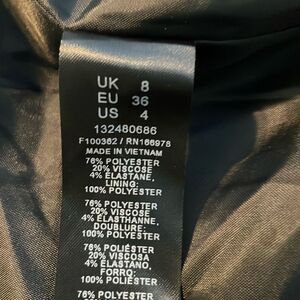 UK 8
EU 36
US 4
132480686
F100362 / RN166978
MADE IN VIETNAM
76% POLYESTER
20% VISCOSE
4% ELASTANE,
LINING:
100% POLYESTER
76% POLYESTER
20% VISCOSE
4% ELASTHANNE,
DOUBLURE:
100% POLYESTER
76% POLIÉSTER
20% VISCOSA
4% ELASTANO,
FORRO:
100% POLIÉSTER
76% POLYESTER